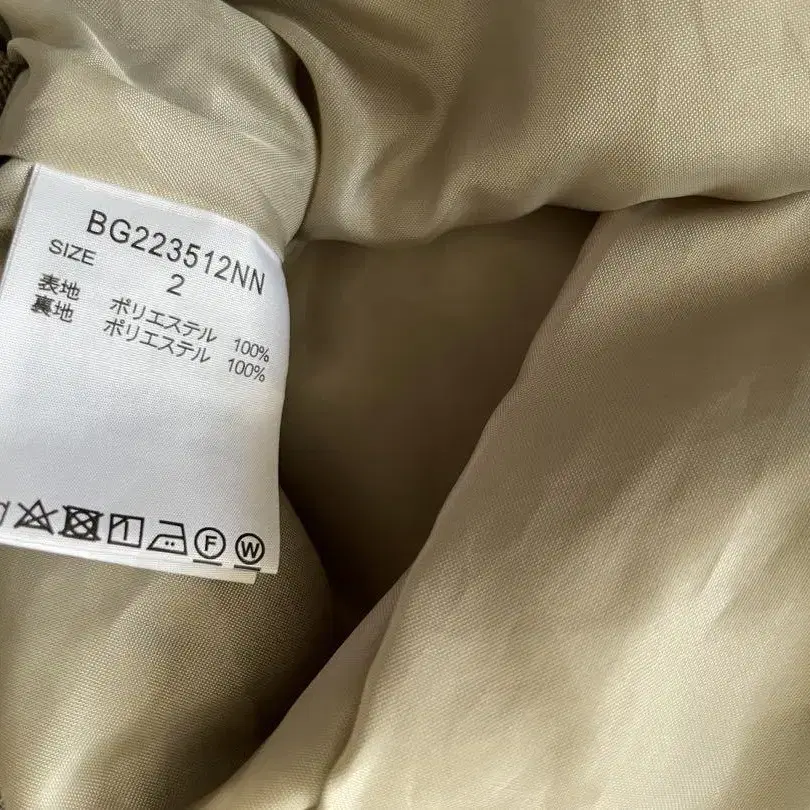 BG223512NN
SIZE 2
表地 ポリエステル 100%
裏地 ポリエステル 100%
F W